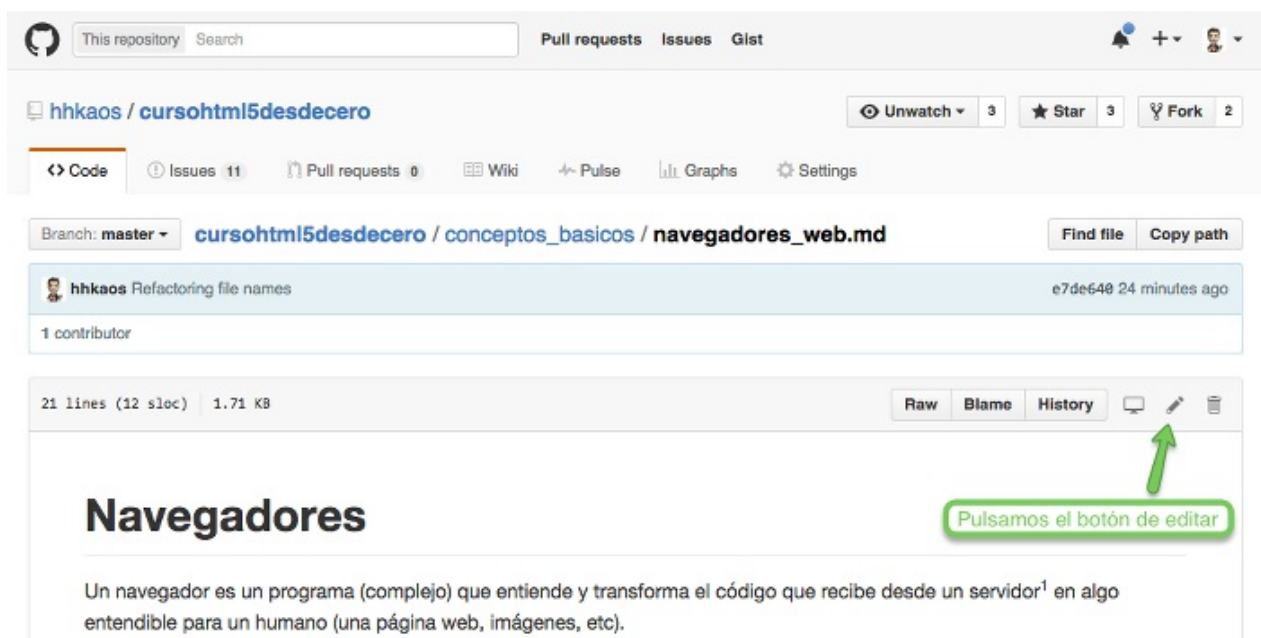 This repository Search Pull requests Issues Gist
hhkaos / cursohtml5desdecero Unwatch 3 Star 3 Fork 2
<> Code Issues 11 Pull requests 0 Wiki Pulse Graphs Settings
Branch: master cursohtml5desdecero / conceptos_basicos / navegadores_web.md Find file Copy path
hhkaos Refactoring file names e7de640 24 minutes ago
1 contributor
21 lines (12 sloc) 1.71 KB Raw Blame History
Navegadores
Pulsamos el botón de editar
Un navegador es un programa (complejo) que entiende y transforma el código que recibe desde un servidor1 en algo
entendible para un humano (una página web, imágenes, etc).